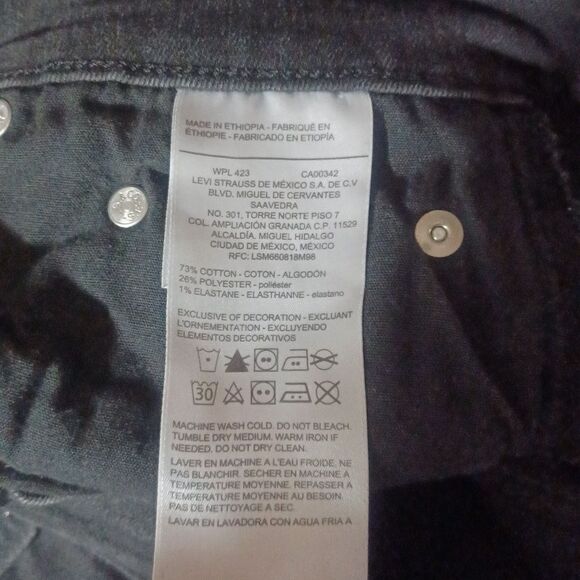 MADE IN ETHIOPIA - FABRIQUÉ EN
ÉTHIOPIE - FABRICADO EN ETIOPÍA
WPL 423 CA00342
LEVI STRAUSS DE MÉXICO S.A. DE C.V
BLVD. MIGUEL DE CERVANTES
SAAVEDRA
NO. 301, TORRE NORTE PISO 7
COL. AMPLIACIÓN GRANADA C.P. 11529
ALCALDÍA. MIGUEL HIDALGO
CIUDAD DE MÉXICO, MÉXICO
RFC: LSM660818M98
73% COTTON - COTON - ALGODÓN
26% POLYESTER - poliéster
1% ELASTANE - ELASTHANNE - elastano
EXCLUSIVE OF DECORATION - EXCLUANT
L'ORNEMENTATION - EXCLUYENDO
ELEMENTOS DECORATIVOS
30
MACHINE WASH COLD. DO NOT BLEACH.
TUMBLE DRY MEDIUM. WARM IRON IF
NEEDED. DO NOT DRY CLEAN.
LAVER EN MACHINE A L'EAU FROIDE. NE
PAS BLANCHIR. SECHER EN MACHINE A
TEMPERATURE MOYENNE. REPASSER A
TEMPERATURE MOYENNE AU BESOIN.
PAS DE NETTOYAGE A SEC.
LAVAR EN LAVADORA CON AGUA FRIA A